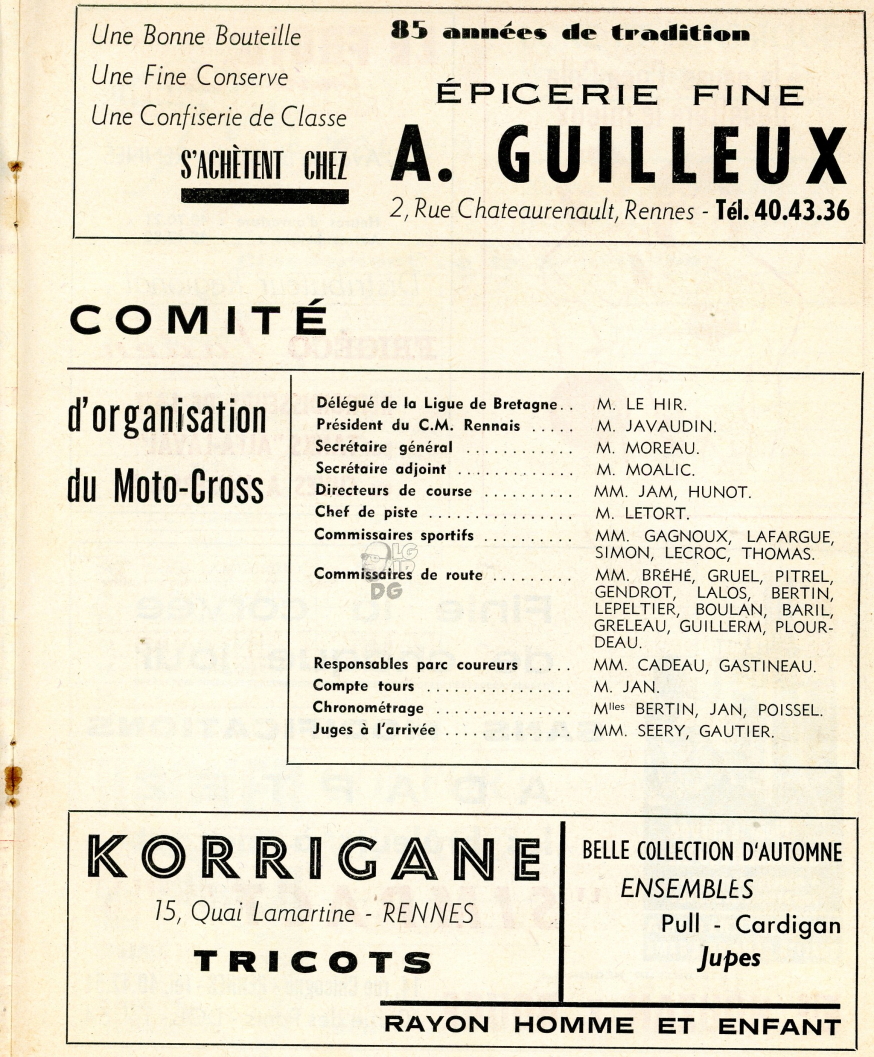 Une Bonne Bouteille
Une Fine Conserve
Une Confiserie de Classe
S'ACHÈTENT CHEZ
85 années de tradition
ÉPICERIE FINE
A. GUILLEUX
2, Rue Chateaurenault, Rennes - Tél. 40.43.36
COMITÉ
d'organisation
du Moto-Cross
Délégué de la Ligue de Bretagne. . M. LE HIR.
Président du C.M. Rennais ..... M. JAVAUDIN.
Secrétaire général ............ M. MOREAU.
Secrétaire adjoint ............. M. MOALIC.
Directeurs de course .......... MM. JAM, HUNOT.
Chef de piste ................. M. LETORT.
Commissaires sportifs .......... MM. GAGNOUX, LAFARGUE,
SIMON, LECROC, THOMAS.
Commissaires de route ......... MM. BRÉHÉ, GRUEL, PITREL,
GENDROT, LALOS, BERTIN,
LEPELTIER, BOULAN, BARIL,
GRELEAU, GUILLERM, PLOUR-
DEAU.
Responsables parc coureurs ..... MM. CADEAU, GASTINEAU.
Compte tours ................ M. JAN.
Chronométrage ............... Mlles BERTIN, JAN, POISSEL.
Juges à l'arrivée .............. MM. SEERY, GAUTIER.
LG
DG
KORRIGANE
15, Quai Lamartine - RENNES
TRICOTS
BELLE COLLECTION D'AUTOMNE
ENSEMBLES
Pull - Cardigan
Jupes
RAYON HOMME ET ENFANT